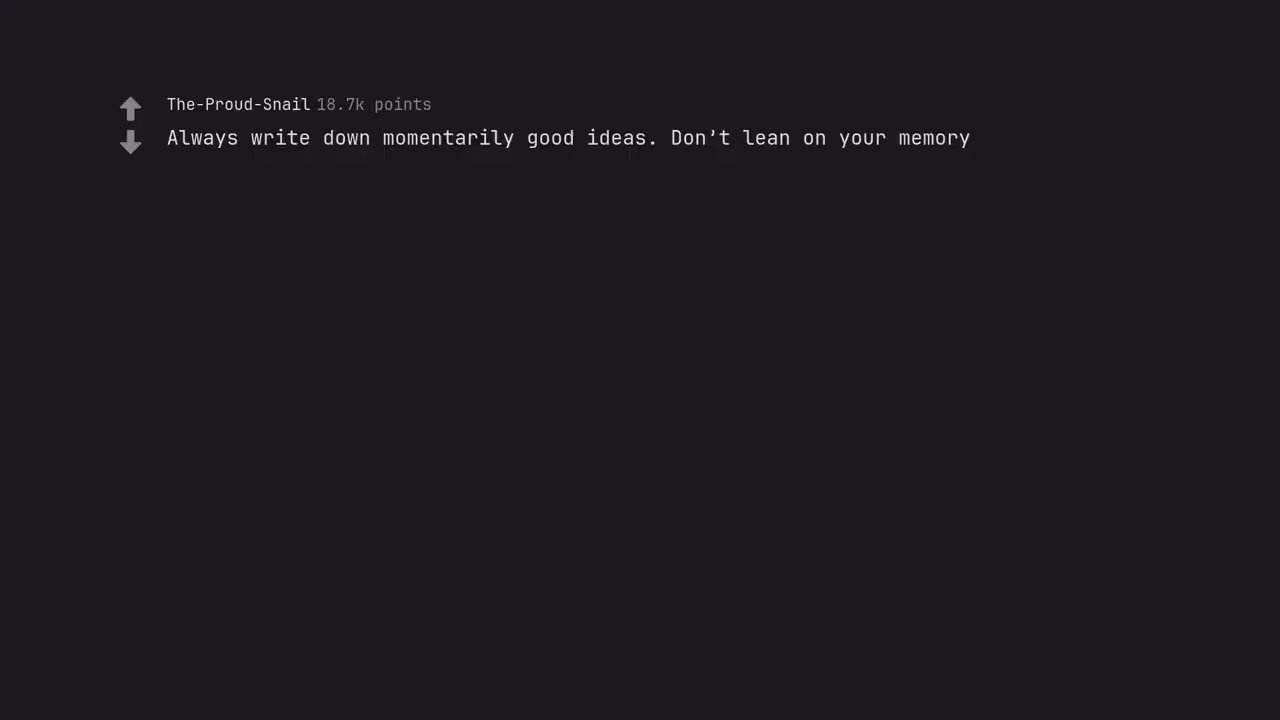 The-Proud-Snail 18.7k points
Always write down momentarily good ideas. Don’t lean on your memory